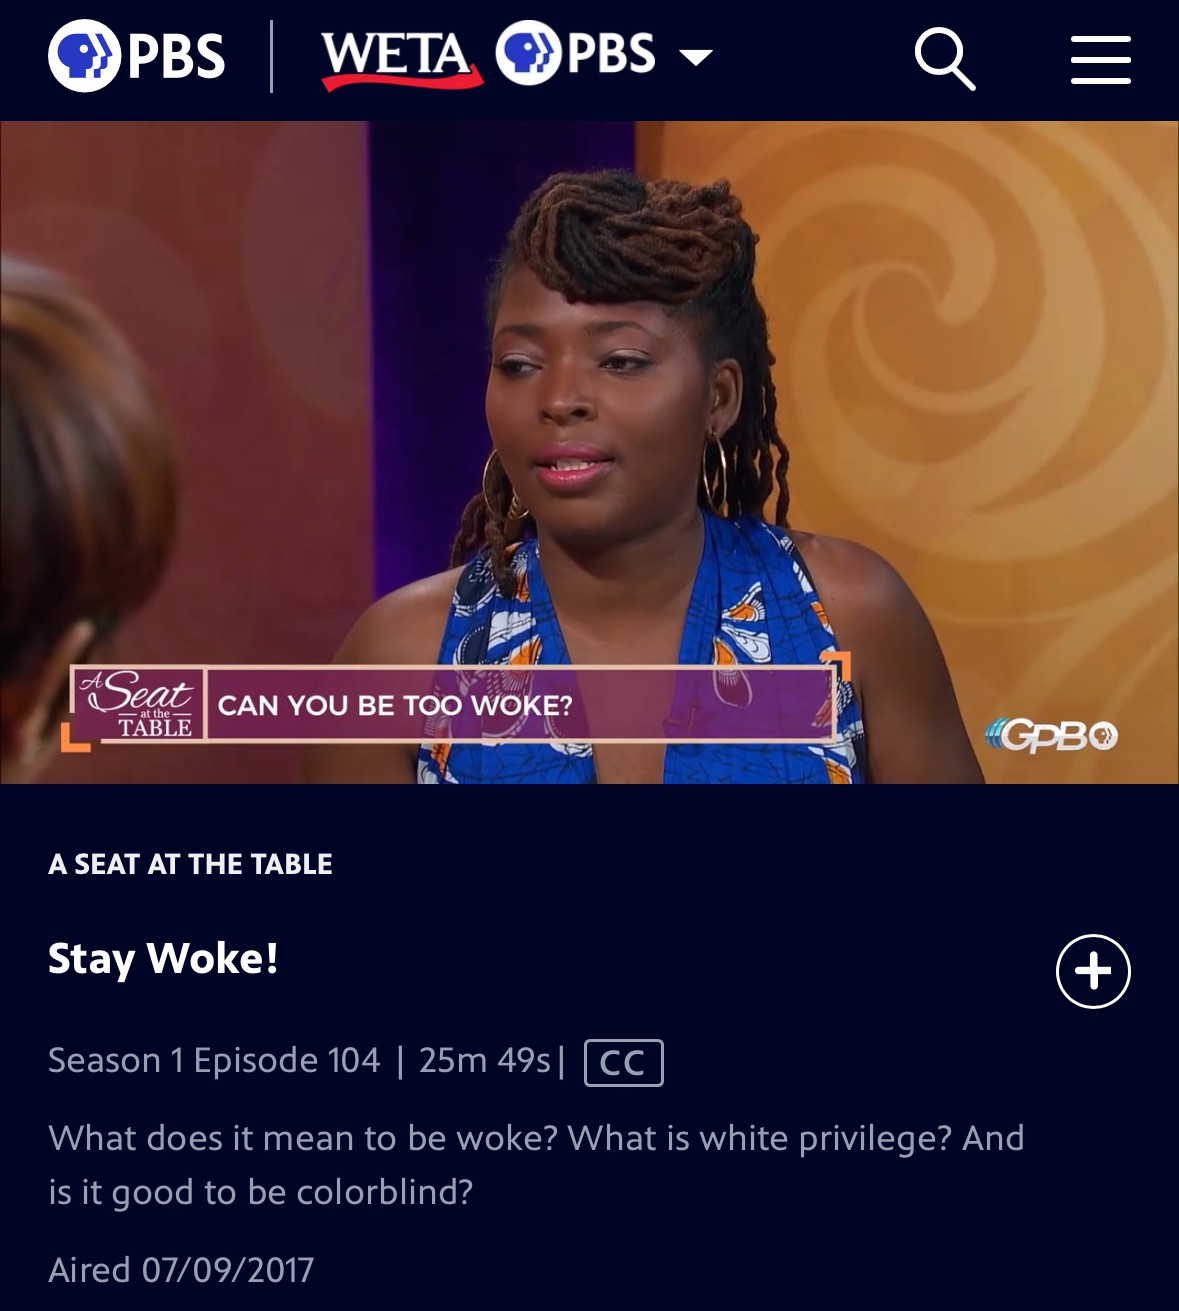 PBS WETA PBS
A Seat at the TABLE
CAN YOU BE TOO WOKE?
GPB
A SEAT AT THE TABLE
Stay Woke!
Season 1 Episode 104 | 25m 49s| CC
What does it mean to be woke? What is white privilege? And
is it good to be colorblind?
Aired 07/09/2017